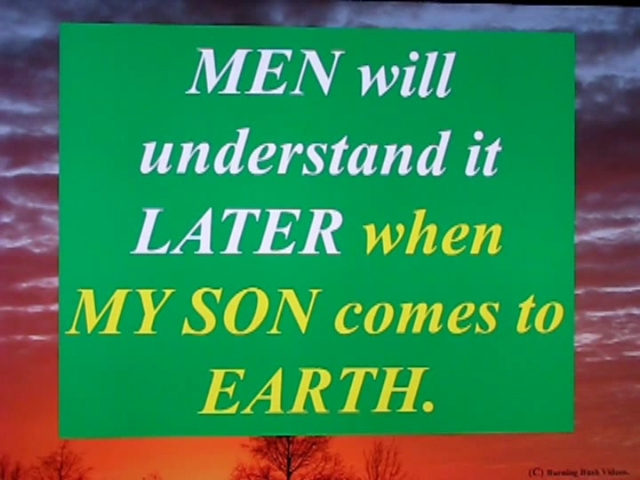 MEN will
understand it
LATER when
MY SON comes to
EARTH.
(C) Burning Bush Videos.